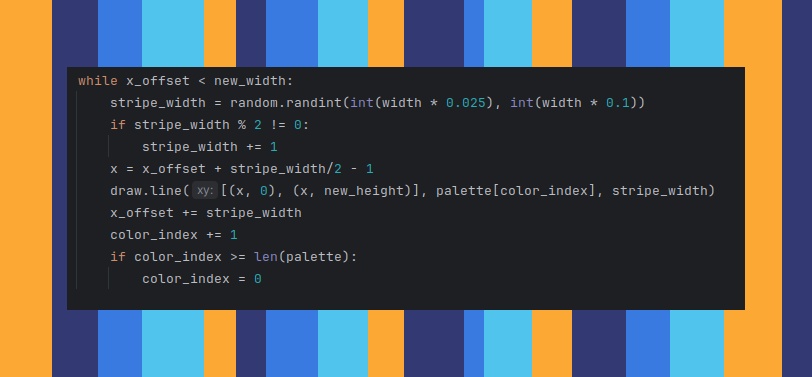 while x_offset < new_width:
    stripe_width = random.randint(int(width * 0.025), int(width * 0.1))
    if stripe_width % 2 != 0:
        stripe_width += 1
    x = x_offset + stripe_width/2 - 1
    draw.line( xy: [(x, 0), (x, new_height)], palette[color_index], stripe_width)
    x_offset += stripe_width
    color_index += 1
    if color_index >= len(palette):
        color_index = 0